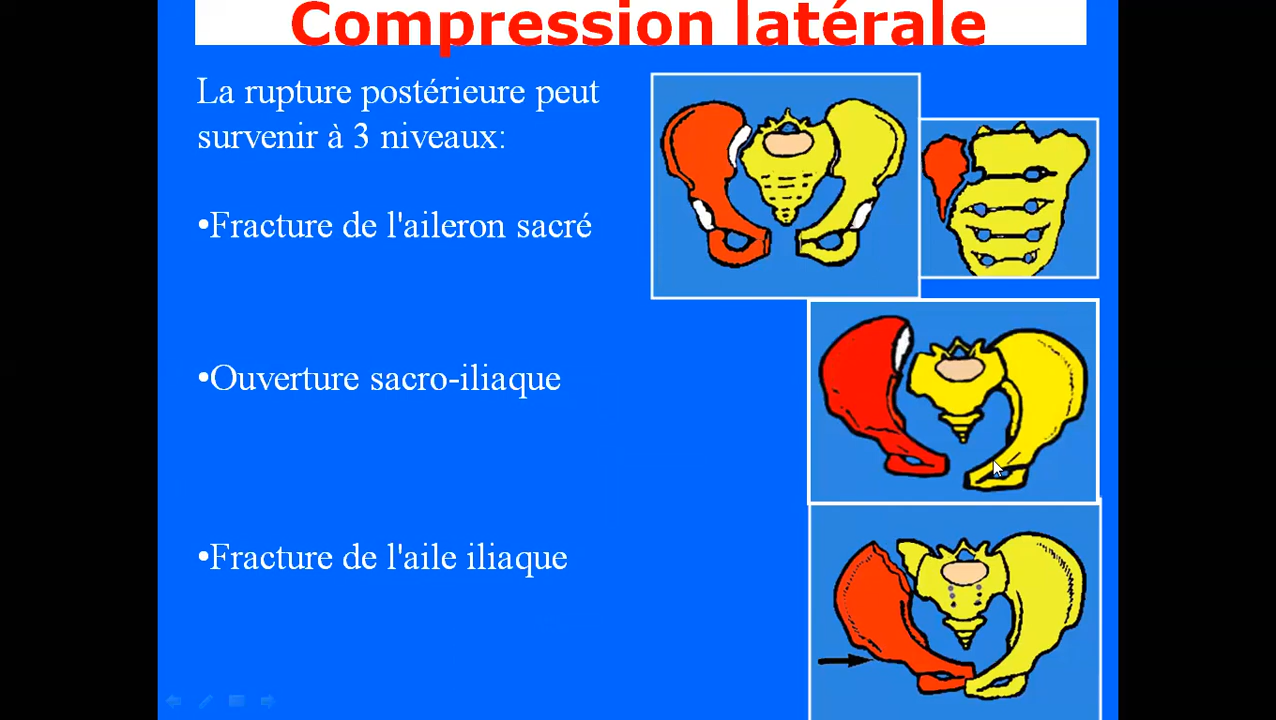 Compression latérale
La rupture postérieure peut
survenir à 3 niveaux:
•Fracture de l'aileron sacré
•Ouverture sacro-iliaque
•Fracture de l'aile iliaque